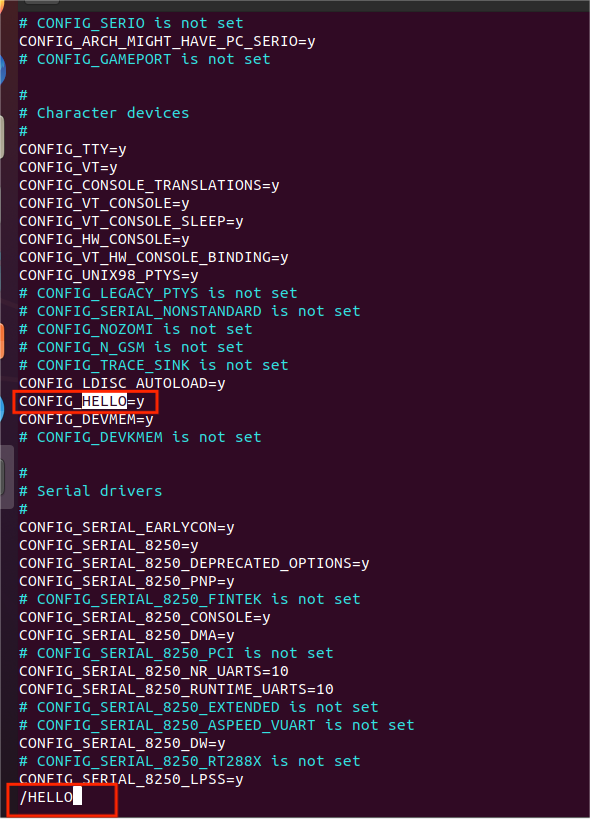 # CONFIG_SERIO is not set
CONFIG_ARCH_MIGHT_HAVE_PC_SERIO=y
# CONFIG_GAMEPORT is not set
#
# Character devices
#
CONFIG_TTY=y
CONFIG_VT=y
CONFIG_CONSOLE_TRANSLATIONS=y
CONFIG_VT_CONSOLE=y
CONFIG_VT_CONSOLE_SLEEP=y
CONFIG_HW_CONSOLE=y
CONFIG_VT_HW_CONSOLE_BINDING=y
CONFIG_UNIX98_PTYS=y
# CONFIG_LEGACY_PTYS is not set
# CONFIG_SERIAL_NONSTANDARD is not set
# CONFIG_NOZOMI is not set
# CONFIG_N_GSM is not set
# CONFIG_TRACE_SINK is not set
CONFIG_LDISC_AUTOLOAD=y
CONFIG_HELLO=y
CONFIG_DEVMEM=y
# CONFIG_DEVKMEM is not set
#
# Serial drivers
#
CONFIG_SERIAL_EARLYCON=y
CONFIG_SERIAL_8250=y
CONFIG_SERIAL_8250_DEPRECATED_OPTIONS=y
CONFIG_SERIAL_8250_PNP=y
# CONFIG_SERIAL_8250_FINTEK is not set
CONFIG_SERIAL_8250_CONSOLE=y
CONFIG_SERIAL_8250_DMA=y
# CONFIG_SERIAL_8250_PCI is not set
CONFIG_SERIAL_8250_NR_UARTS=10
CONFIG_SERIAL_8250_RUNTIME_UARTS=10
# CONFIG_SERIAL_8250_EXTENDED is not set
# CONFIG_SERIAL_8250_ASPEED_VUART is not set
CONFIG_SERIAL_8250_DW=y
# CONFIG_SERIAL_8250_RT288X is not set
CONFIG_SERIAL_8250_LPSS=y
/HELLO